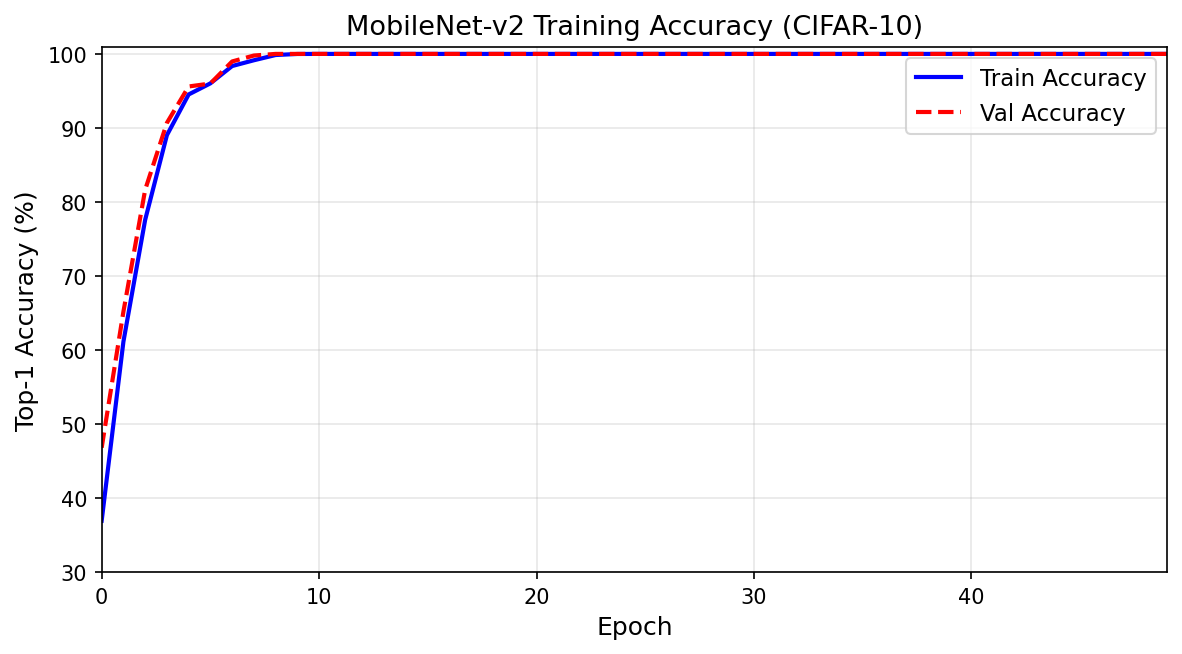 MobileNet-v2 Training Accuracy (CIFAR-10)
Top-1 Accuracy (%)
100
90
80
70
60
50
40
30
0 10 20 30 40
Epoch
Train Accuracy
Val Accuracy